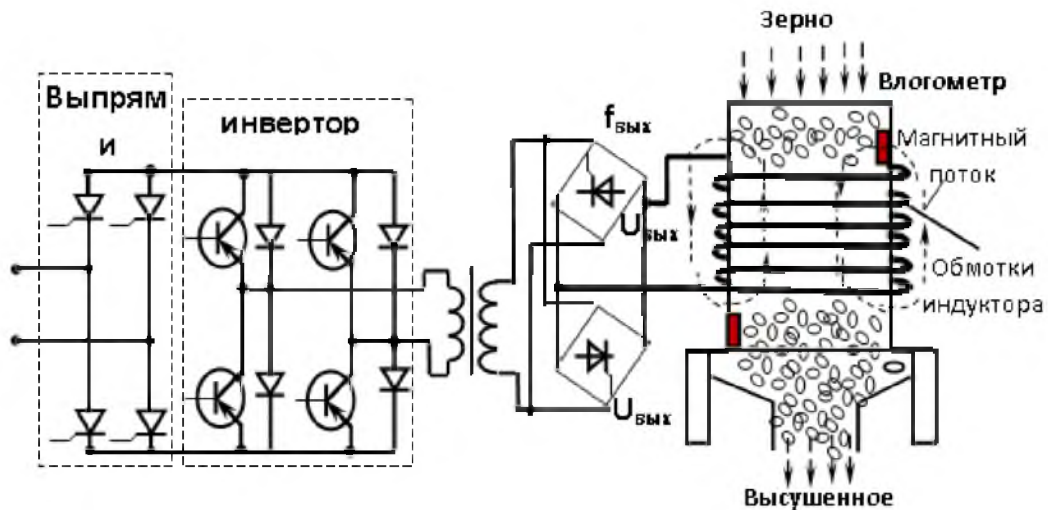 Зерно
Влогометр
Выпрям
и
инвертор
fвых
Магнитный
поток
Uвых
Обмотки
индуктора
Uвых
Высушенное